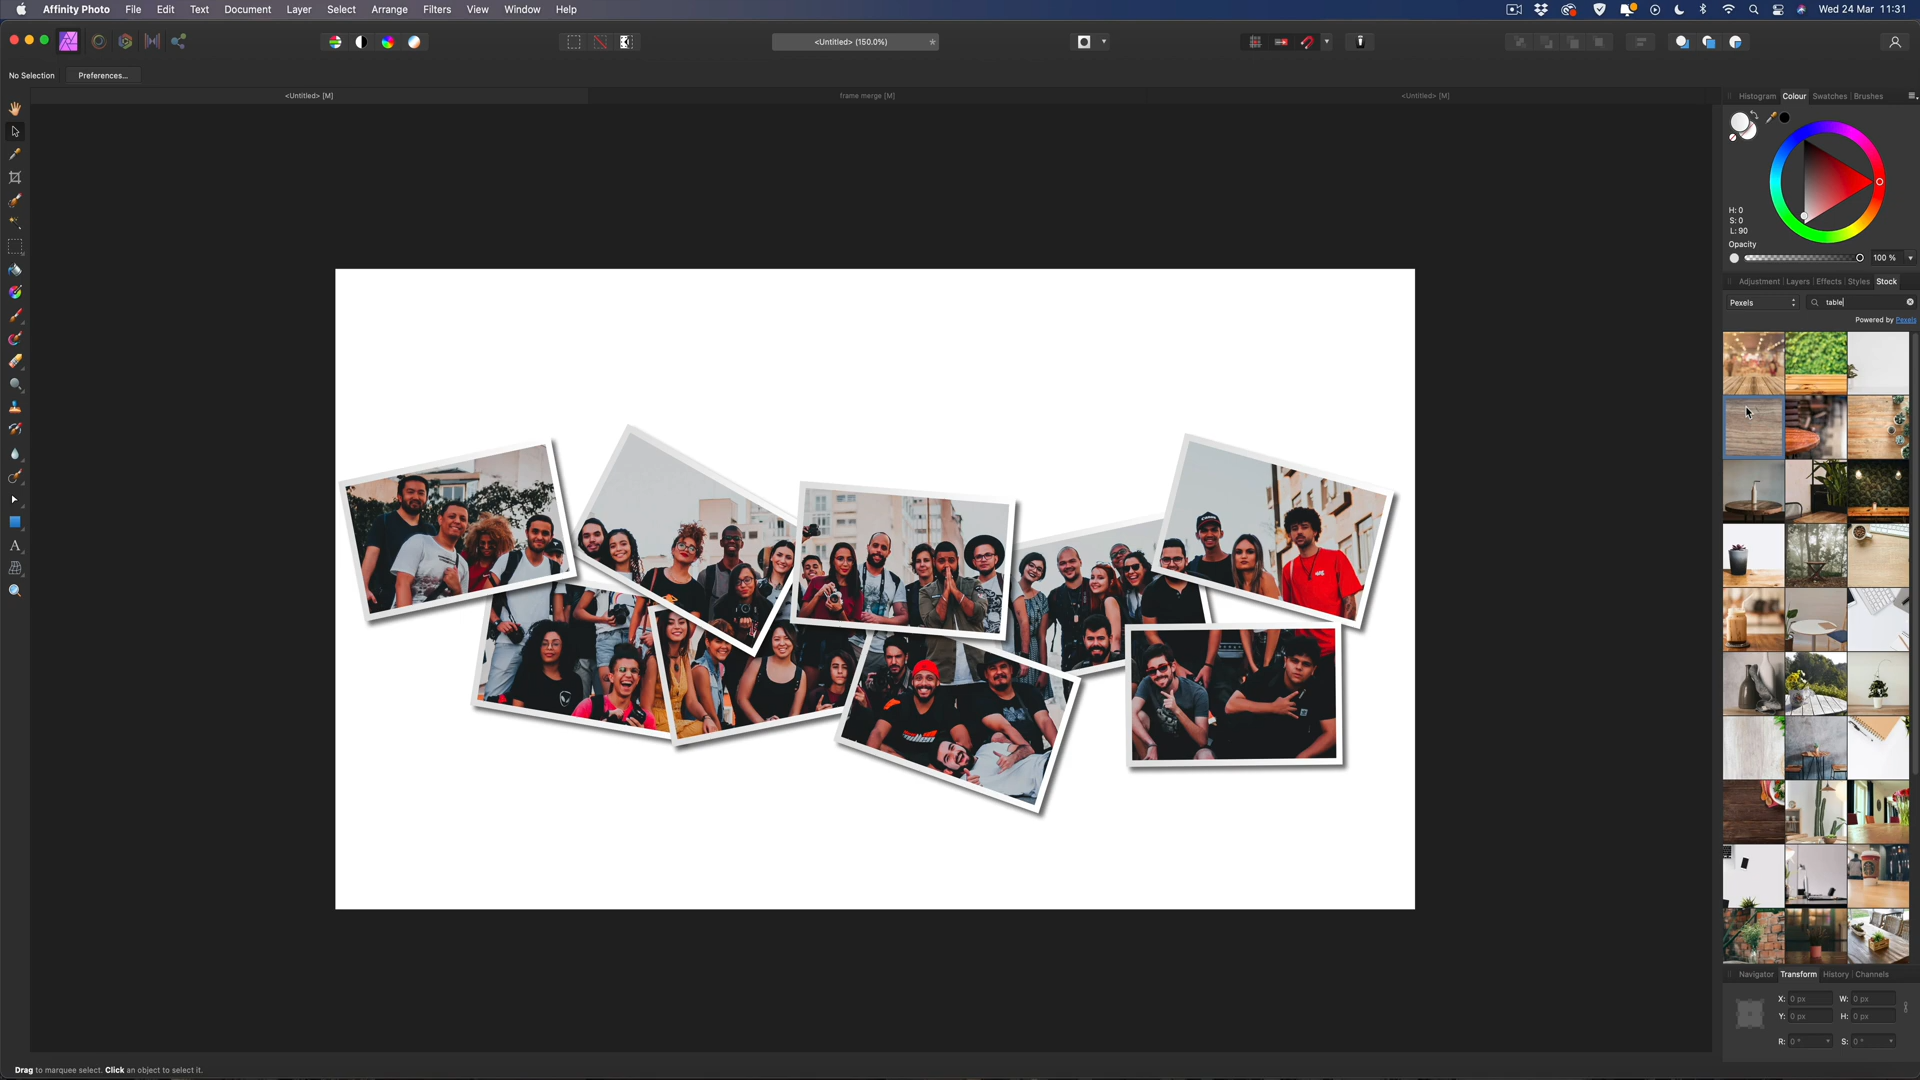 Affinity Photo File Edit Text Document Layer Select Arrange Filters View Window Help
Wed 24 Mar 11:31
<Untitled> (150.0%)
No Selection Preferences...
<Untitled> [M]
frame merge [M]
<Untitled> [M]
Histogram Colour Swatches Brushes
H: 0
S: 0
L: 90
Opacity
100 %
Adjustment Layers Effects Styles Stock
Pexels
table
Powered by Pexels
Navigator Transform History Channels
X: 0 px W: 0 px
Y: 0 px H: 0 px
R: 0 ° S: 0 °
Drag to marquee select. Click an object to select it.